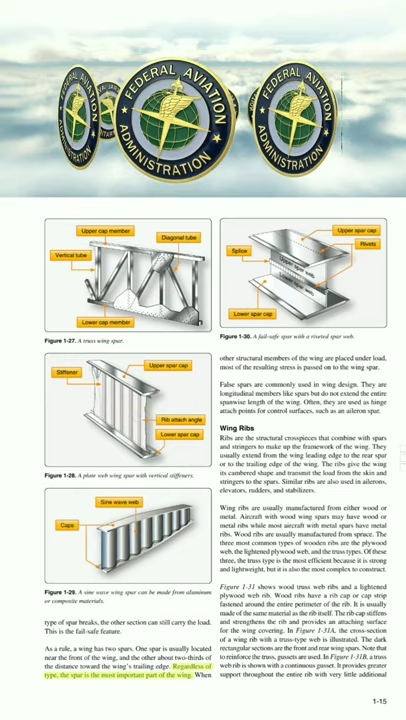 FEDERAL AVIATION
ADMINISTRATION
FEDERAL AVIATION
ADMINISTRATION
Upper cap member
Diagonal tube
Vertical tube
Lower cap member
Figure 1-27. A truss wing spar.
Upper spar cap
Stiffener
Rib attach angle
Lower spar cap
Figure 1-28. A plate web wing spar with vertical stiffeners.
Sine wave web
Caps
Figure 1-29. A sine wave wing spar can be made from aluminum
or composite materials.
type of spar breaks, the other section can still carry the load.
This is the fail-safe feature.
As a rule, a wing has two spars. One spar is usually located
near the front of the wing, and the other about two-thirds of
the distance toward the wing's trailing edge. Regardless of
type, the spar is the most important part of the wing. When
Upper spar cap
Rivets
Splice
Upper spar web
Lower spar cap
Figure 1-30. A fail-safe spar with a riveted spar web.
other structural members of the wing are placed under load,
most of the resulting stress is passed on to the wing spar.
False spars are commonly used in wing design. They are
longitudinal members like spars but do not extend the entire
spanwise length of the wing. Often, they are used as hinge
attach points for control surfaces, such as an aileron spar.
Wing Ribs
Ribs are the structural crosspieces that combine with spars
and stringers to make up the framework of the wing. They
usually extend from the wing leading edge to the rear spar
or to the trailing edge of the wing. The ribs give the wing
its cambered shape and transmit the load from the skin and
stringers to the spars. Similar ribs are also used in ailerons,
elevators, rudders, and stabilizers.
Wing ribs are usually manufactured from either wood or
metal. Aircraft with wood wing spars may have wood or
metal ribs while most aircraft with metal spars have metal
ribs. Wood ribs are usually manufactured from spruce. The
three most common types of wooden ribs are the plywood
web, the lightened plywood web, and the truss types. Of these
three, the truss type is the most efficient because it is strong
and lightweight, but it is also the most complex to construct.
Figure 1-31 shows wood truss web ribs and a lightened
plywood web rib. Wood ribs have a rib cap or cap strip
fastened around the entire perimeter of the rib. It is usually
made of the same material as the rib itself. The rib cap stiffens
and strengthens the rib and provides an attaching surface
for the wing covering. In Figure 1-31A, the cross-section
of a wing rib with a truss-type web is illustrated. The dark
rectangular sections are the front and rear wing spars. Note that
to reinforce the truss, gussets are used. In Figure 1-31B, a truss
web rib is shown with a continuous gusset. It provides greater
support throughout the entire rib with very little additional
1-15